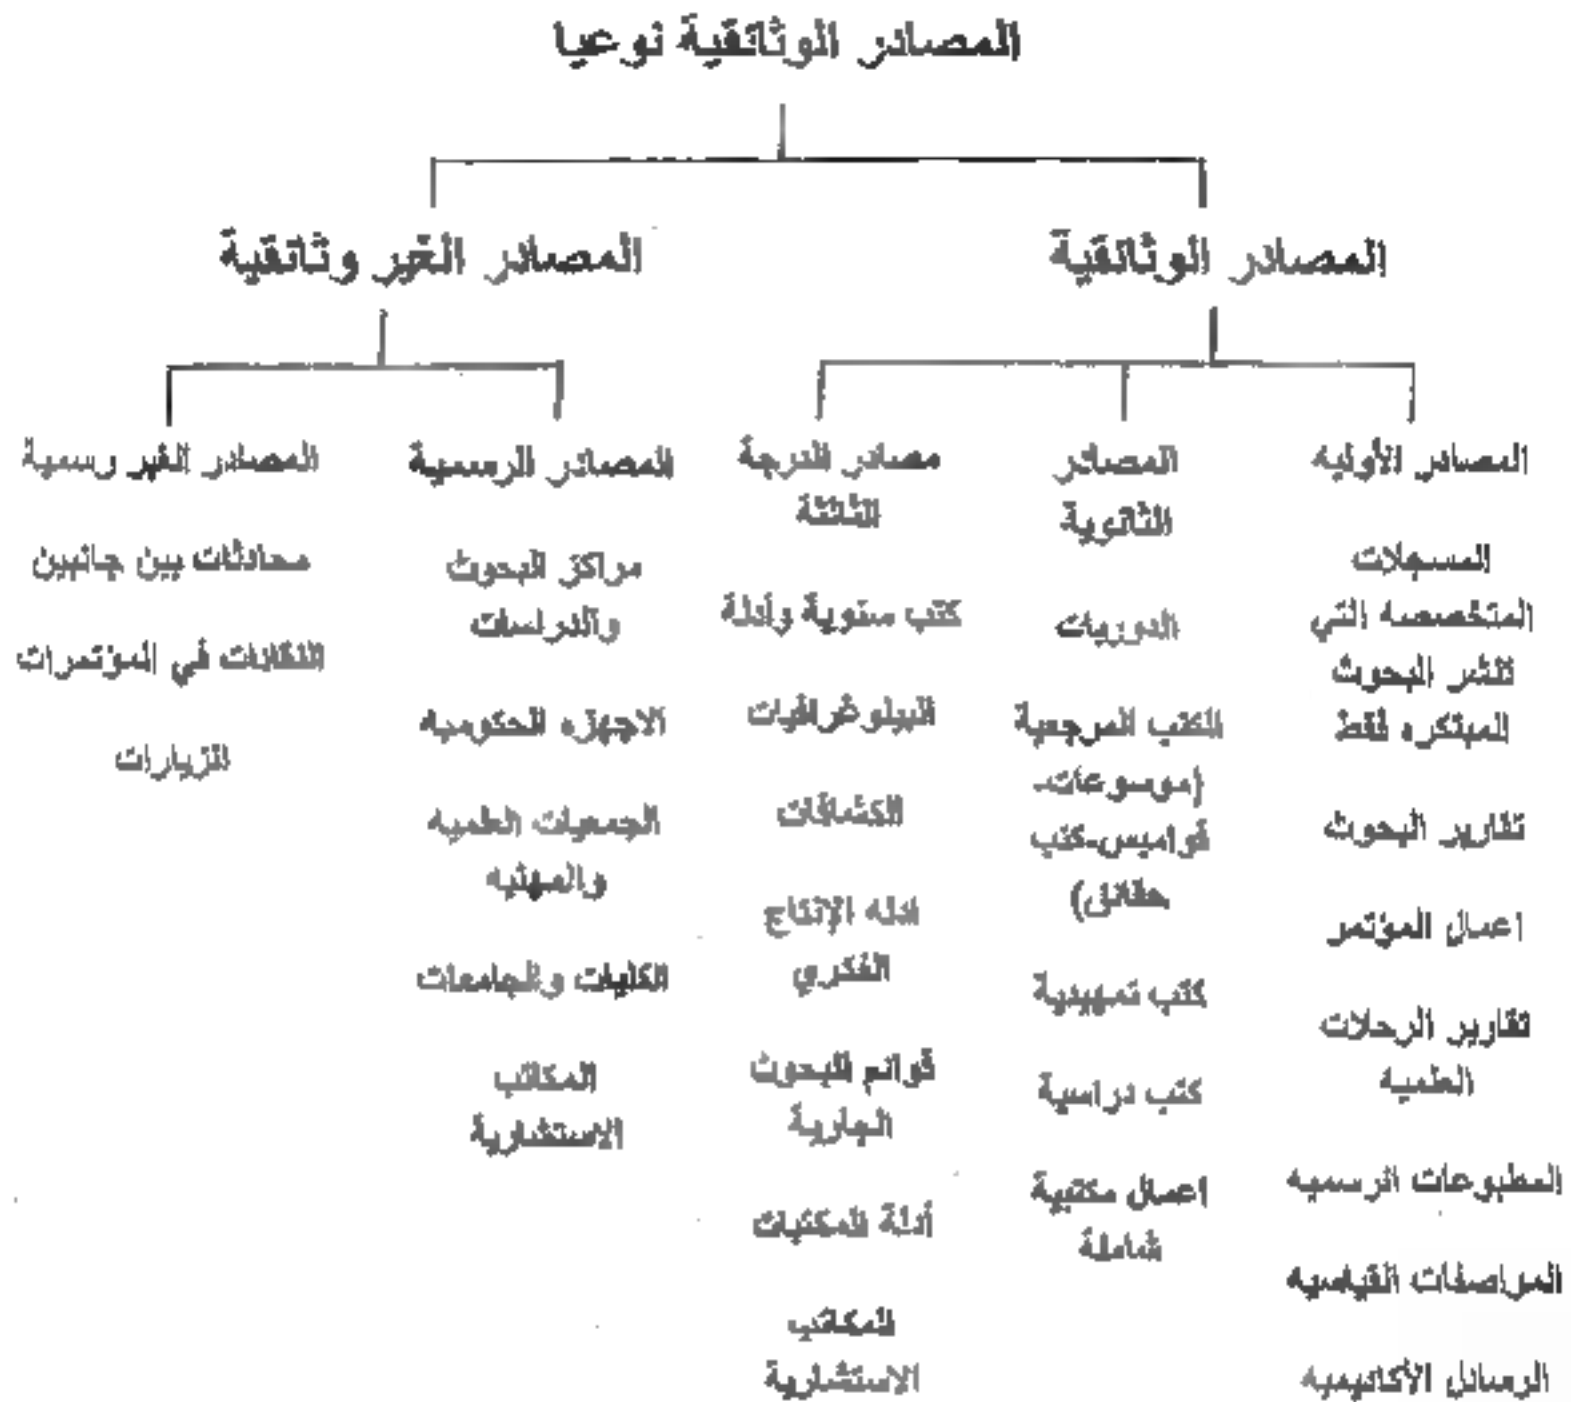 المصادر الوثائقية نوعيا
المصادر الوثائقية
المصادر الغير وثائقية
المصادر الأوليه
المسجلات
المتخصصه التي
تنشر البحوث
المبتكره فقط
تقارير البحوث
اعمال المؤتمر
تقارير الرحلات
العلميه
المطبوعات الرسميه
المواصفات القياسيه
الرسائل الأكاديميه
المصادر
الثانوية
الدوريات
الكتب المرجعية
(موسوعات-
قواميس-كتب
حقائق)
كتب تمهيدية
كتب دراسية
اعمال مكتبية
شاملة
مصادر الدرجة
الثالثة
كتب سنوية وأدلة
الببلوغرافيات
الكشافات
ادله الإنتاج
الفكري
قوائم البحوث
الجارية
أدلة المكتبات
المكاتب
الاستشارية
المصادر الرسمية
مراكز البحوث
والدراسات
الاجهزه الحكوميه
الجمعيات العلميه
والمهنيه
الكليات والجامعات
المكاتب
الاستشارية
المصادر الغير رسمية
محادثات بين جانبين
اللقاءات في المؤتمرات
الزيارات